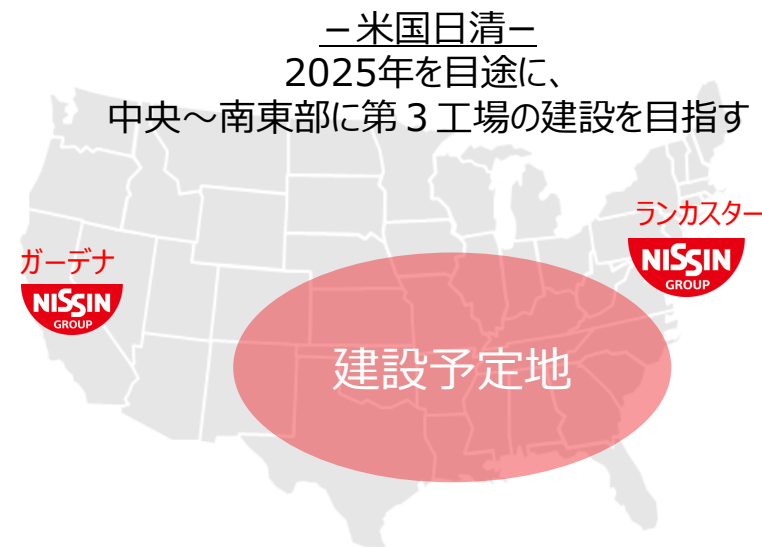 －米国日清ー
2025年を目途に、
中央～南東部に第３工場の建設を目指す
ランカスター
NISSIN
GROUP
ガーデナ
NISSIN
GROUP
建設予定地